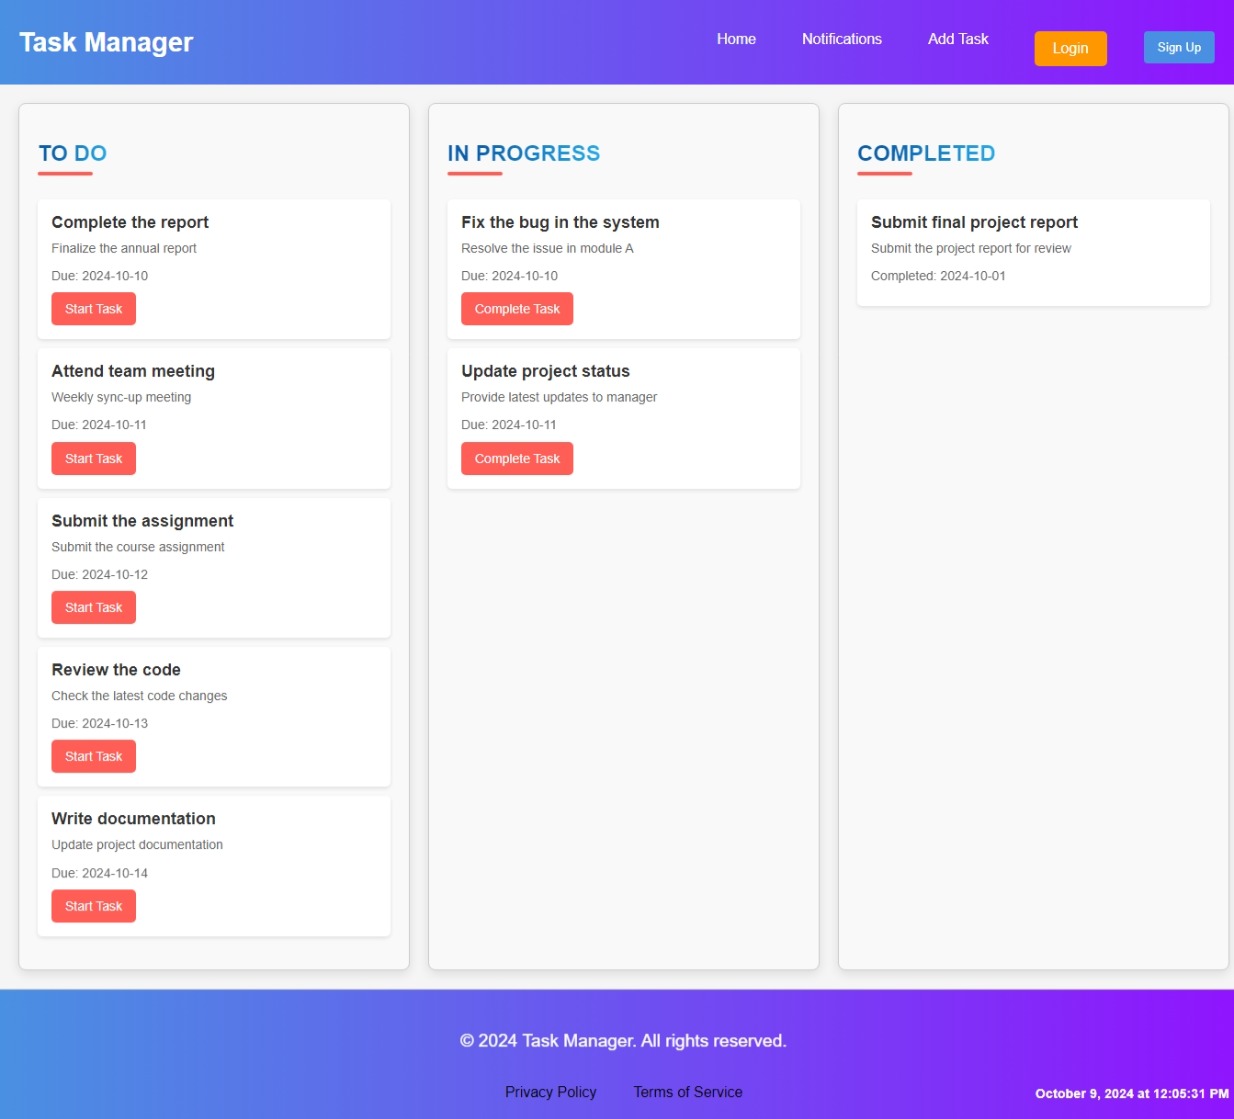 Task Manager
Home
Notifications
Add Task
Login
Sign Up
TO DO
Complete the report
Finalize the annual report
Due: 2024-10-10
Start Task
Attend team meeting
Weekly sync-up meeting
Due: 2024-10-11
Start Task
Submit the assignment
Submit the course assignment
Due: 2024-10-12
Start Task
Review the code
Check the latest code changes
Due: 2024-10-13
Start Task
Write documentation
Update project documentation
Due: 2024-10-14
Start Task
IN PROGRESS
Fix the bug in the system
Resolve the issue in module A
Due: 2024-10-10
Complete Task
Update project status
Provide latest updates to manager
Due: 2024-10-11
Complete Task
COMPLETED
Submit final project report
Submit the project report for review
Completed: 2024-10-01
© 2024 Task Manager. All rights reserved.
Privacy Policy
Terms of Service
October 9, 2024 at 12:05:31 PM